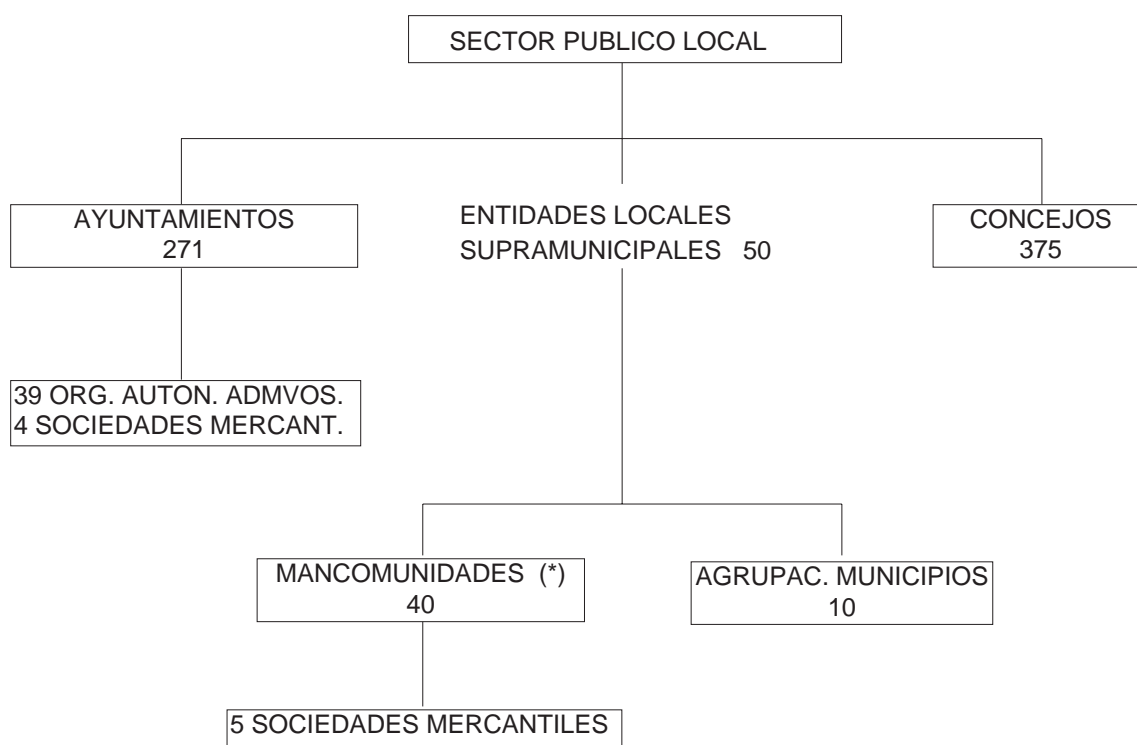 SECTOR PUBLICO LOCAL
AYUNTAMIENTOS
271
ENTIDADES LOCALES
SUPRAMUNICIPALES 50
CONCEJOS
375
39 ORG. AUTON. ADMVOS.
4 SOCIEDADES MERCANT.
MANCOMUNIDADES (*)
40
AGRUPAC. MUNICIPIOS
10
5 SOCIEDADES MERCANTILES